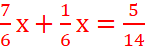 7/6 x + 1/6 x = 5/14